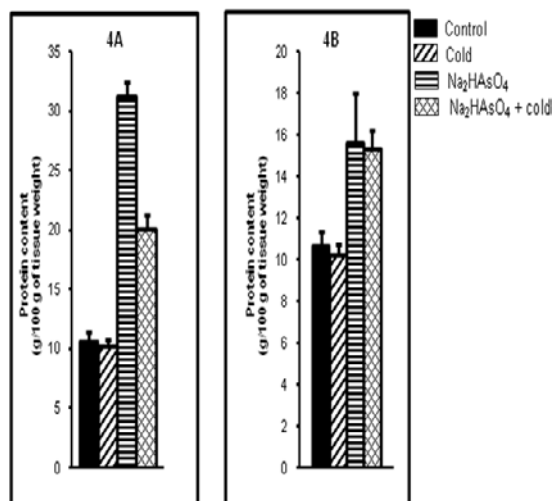 4A
Protein content
(g/100 g of tissue weight)
35
30
25
20
15
10
5
0
4B
Protein content
(g/100 g of tissue weight)
20
18
16
14
12
10
8
6
4
2
0
Control
Cold
Na₂HAsO₄
Na₂HAsO₄ + cold